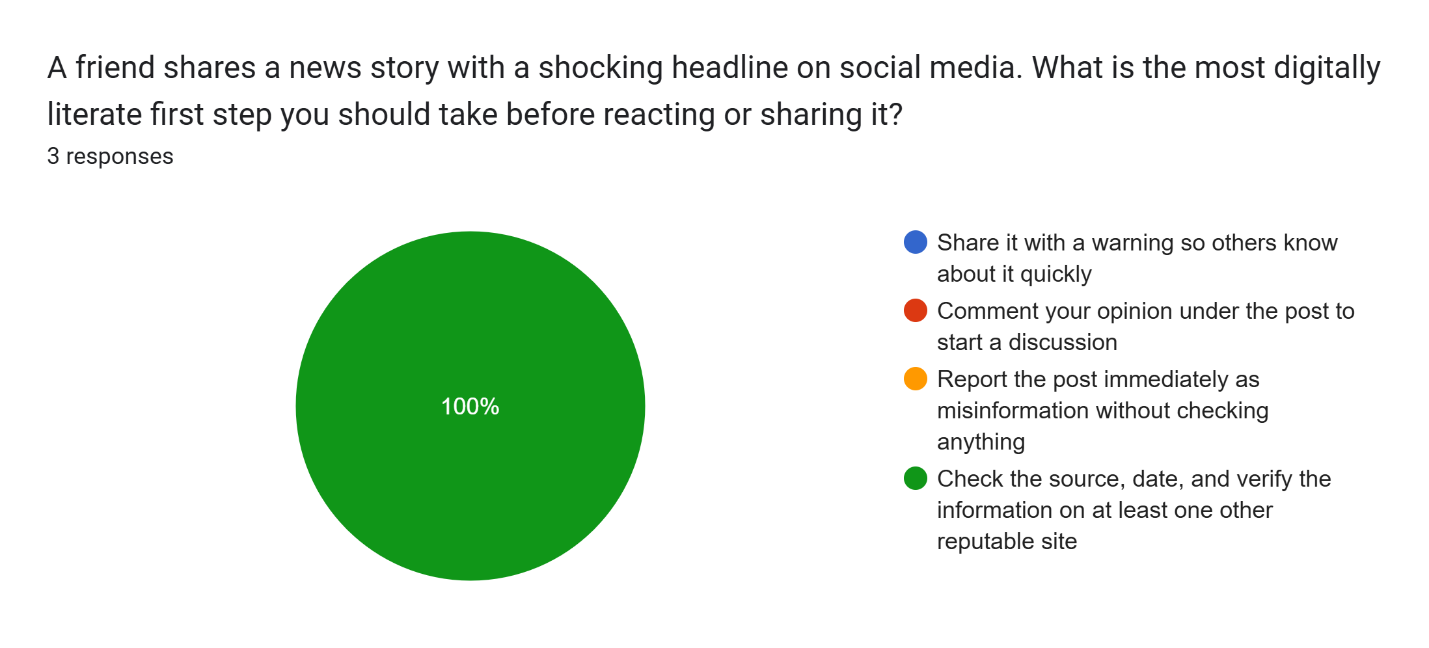 A friend shares a news story with a shocking headline on social media. What is the most digitally
literate first step you should take before reacting or sharing it?
3 responses
100%
Share it with a warning so others know
about it quickly
Comment your opinion under the post to
start a discussion
Report the post immediately as
misinformation without checking
anything
Check the source, date, and verify the
information on at least one other
reputable site